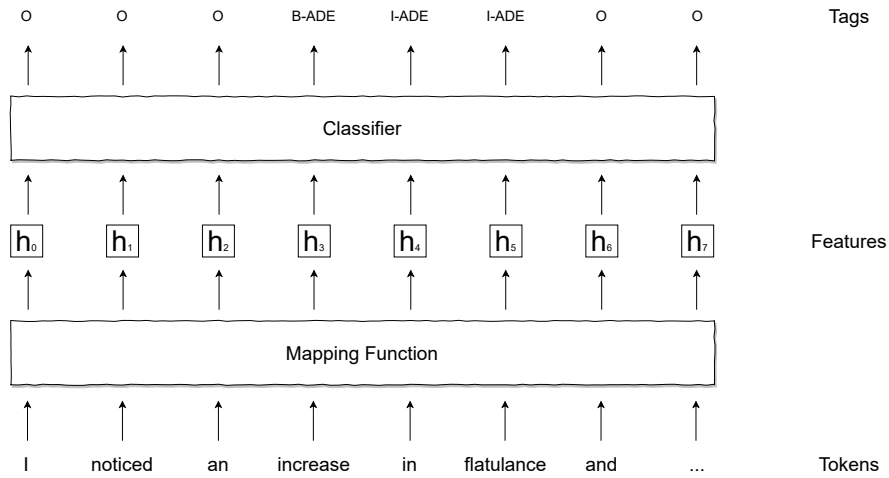 O O O B-ADE I-ADE I-ADE O O Tags
Classifier
h₀ h₁ h₂ h₃ h₄ h₅ h₆ h₇ Features
Mapping Function
I noticed an increase in flatulance and ... Tokens